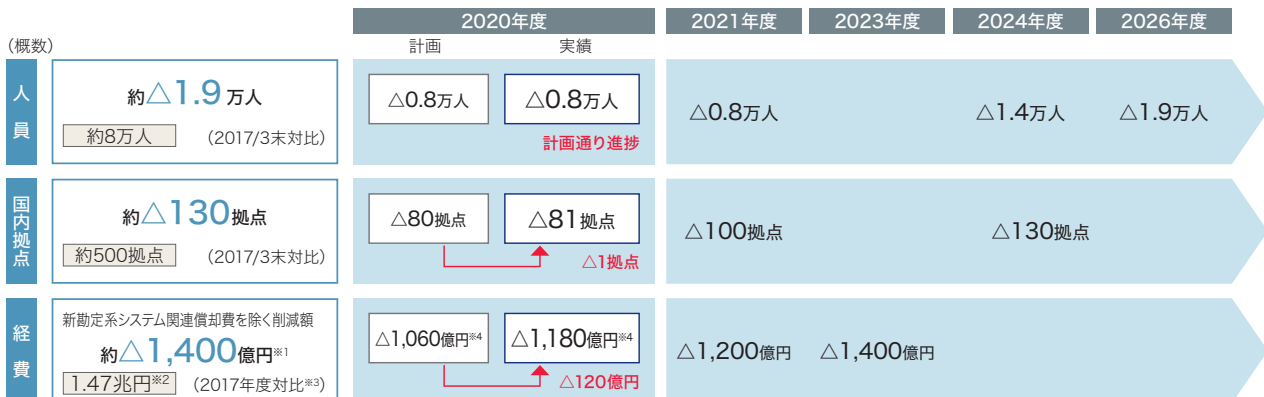 2020年度
2021年度
2023年度
2024年度
2026年度
(概数)
計画
実績
人員
約△1.9万人
約8万人
(2017/3末対比)
△0.8万人
△0.8万人
計画通り進捗
△0.8万人
△1.4万人
△1.9万人
国内拠点
約△130拠点
約500拠点
(2017/3末対比)
△80拠点
△81拠点
△1拠点
△100拠点
△130拠点
経費
新勘定系システム関連償却費を除く削減額
約△1,400億円※1
1.47兆円※2
(2017年度対比※3)
△1,060億円※4
△1,180億円※4
△120億円
△1,200億円
△1,400億円